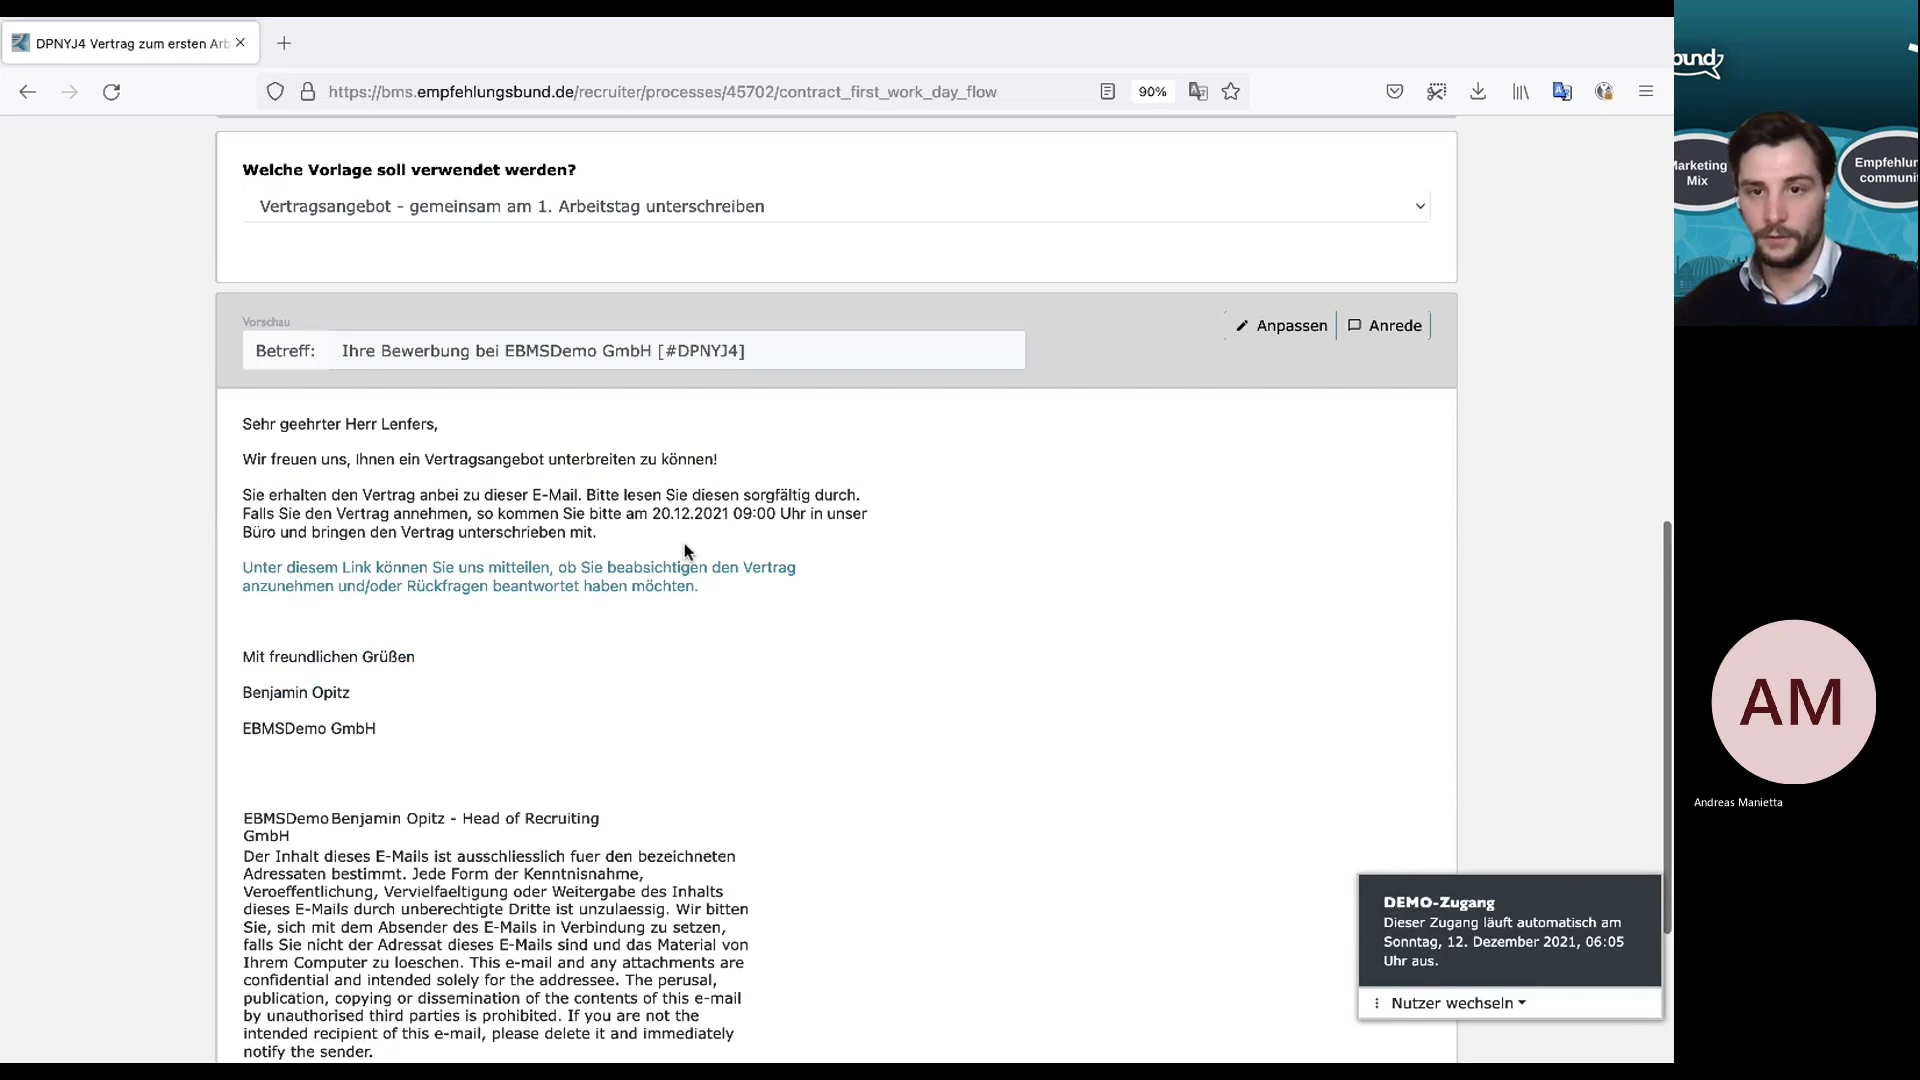 DPNYJ4 Vertrag zum ersten Arb
https://bms.empfehlungsbund.de/recruiter/processes/45702/contract_first_work_day_flow
90%
Welche Vorlage soll verwendet werden?
Vertragsangebot - gemeinsam am 1. Arbeitstag unterschreiben
Vorschau
Betreff: Ihre Bewerbung bei EBMSDemo GmbH [#DPNYJ4]
Anpassen
Anrede
Sehr geehrter Herr Lenfers,
Wir freuen uns, Ihnen ein Vertragsangebot unterbreiten zu können!
Sie erhalten den Vertrag anbei zu dieser E-Mail. Bitte lesen Sie diesen sorgfältig durch.
Falls Sie den Vertrag annehmen, so kommen Sie bitte am 20.12.2021 09:00 Uhr in unser
Büro und bringen den Vertrag unterschrieben mit.
Unter diesem Link können Sie uns mitteilen, ob Sie beabsichtigen den Vertrag
anzunehmen und/oder Rückfragen beantwortet haben möchten.
Mit freundlichen Grüßen
Benjamin Opitz
EBMSDemo GmbH
EBMSDemo Benjamin Opitz - Head of Recruiting
GmbH
Der Inhalt dieses E-Mails ist ausschliesslich fuer den bezeichneten
Adressaten bestimmt. Jede Form der Kenntnisnahme,
Veroeffentlichung, Vervielfaeltigung oder Weitergabe des Inhalts
dieses E-Mails durch unberechtigte Dritte ist unzulaessig. Wir bitten
Sie, sich mit dem Absender des E-Mails in Verbindung zu setzen,
falls Sie nicht der Adressat dieses E-Mails sind und das Material von
Ihrem Computer zu loeschen. This e-mail and any attachments are
confidential and intended solely for the addressee. The perusal,
publication, copying or dissemination of the contents of this e-mail
by unauthorised third parties is prohibited. If you are not the
intended recipient of this e-mail, please delete it and immediately
notify the sender.
DEMO-Zugang
Dieser Zugang läuft automatisch am
Sonntag, 12. Dezember 2021, 06:05
Uhr aus.
Nutzer wechseln
bund
Marketing
Mix
Empfehlun
communi
AM
Andreas Manietta